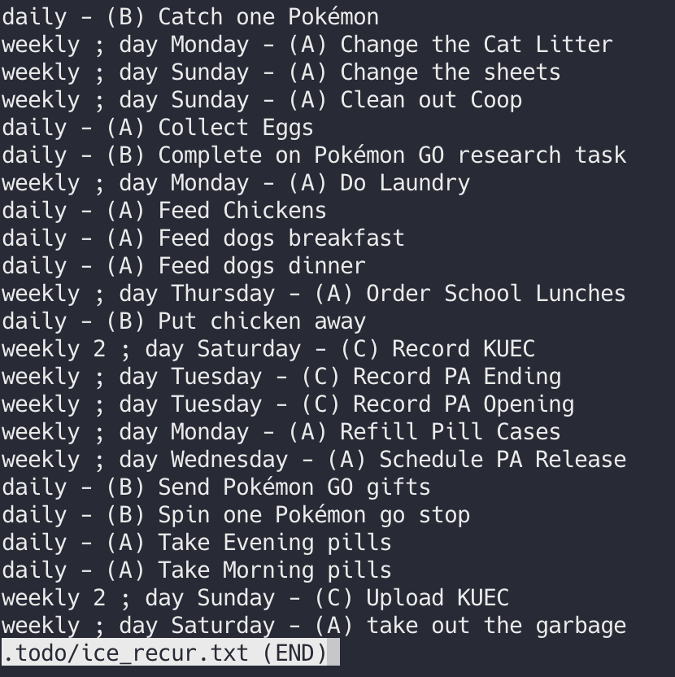 daily - (B) Catch one Pokémon
weekly ; day Monday - (A) Change the Cat Litter
weekly ; day Sunday - (A) Change the sheets
weekly ; day Sunday - (A) Clean out Coop
daily - (A) Collect Eggs
daily - (B) Complete on Pokémon GO research task
weekly ; day Monday - (A) Do Laundry
daily - (A) Feed Chickens
daily - (A) Feed dogs breakfast
daily - (A) Feed dogs dinner
weekly ; day Thursday - (A) Order School Lunches
daily - (B) Put chicken away
weekly 2 ; day Saturday - (C) Record KUEC
weekly ; day Tuesday - (C) Record PA Ending
weekly ; day Tuesday - (C) Record PA Opening
weekly ; day Monday - (A) Refill Pill Cases
weekly ; day Wednesday - (A) Schedule PA Release
daily - (B) Send Pokémon GO gifts
daily - (B) Spin one Pokémon go stop
daily - (A) Take Evening pills
daily - (A) Take Morning pills
weekly 2 ; day Sunday - (C) Upload KUEC
weekly ; day Saturday - (A) take out the garbage
.todo/ice_recur.txt (END)